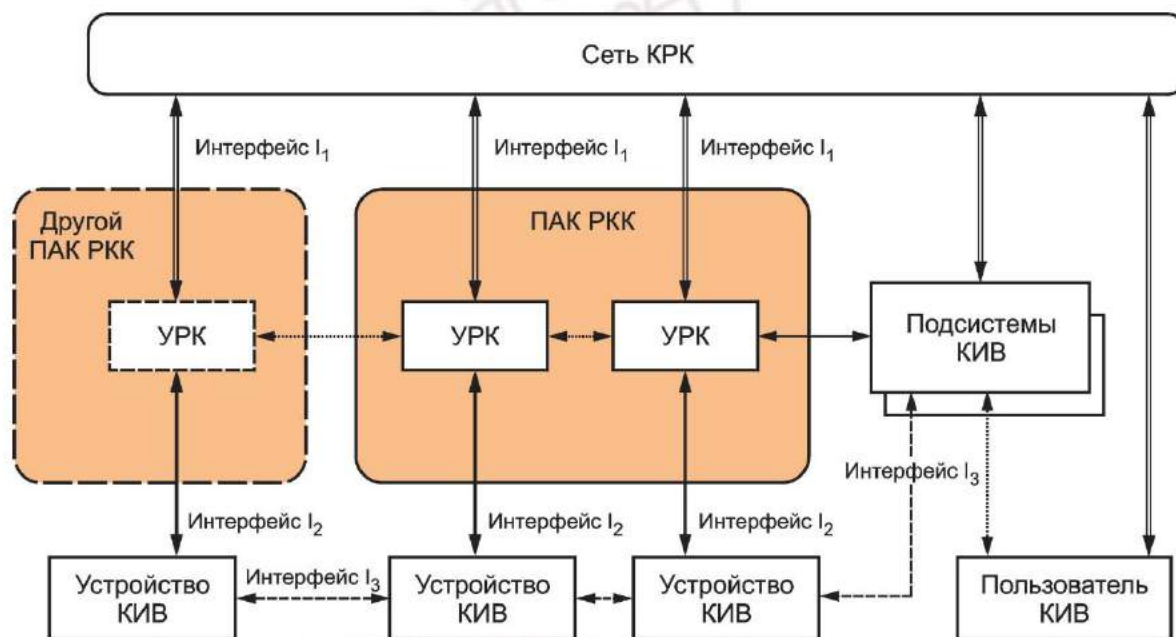 Сеть КРК
Интерфейс I₁
Интерфейс I₁
Интерфейс I₁
Другой
ПАК РКК
ПАК РКК
УРК
УРК
УРК
Подсистемы
КИВ
Интерфейс I₃
Интерфейс I₂
Интерфейс I₂
Интерфейс I₂
Устройство
КИВ
Интерфейс I₃
Устройство
КИВ
Устройство
КИВ
Пользователь
КИВ